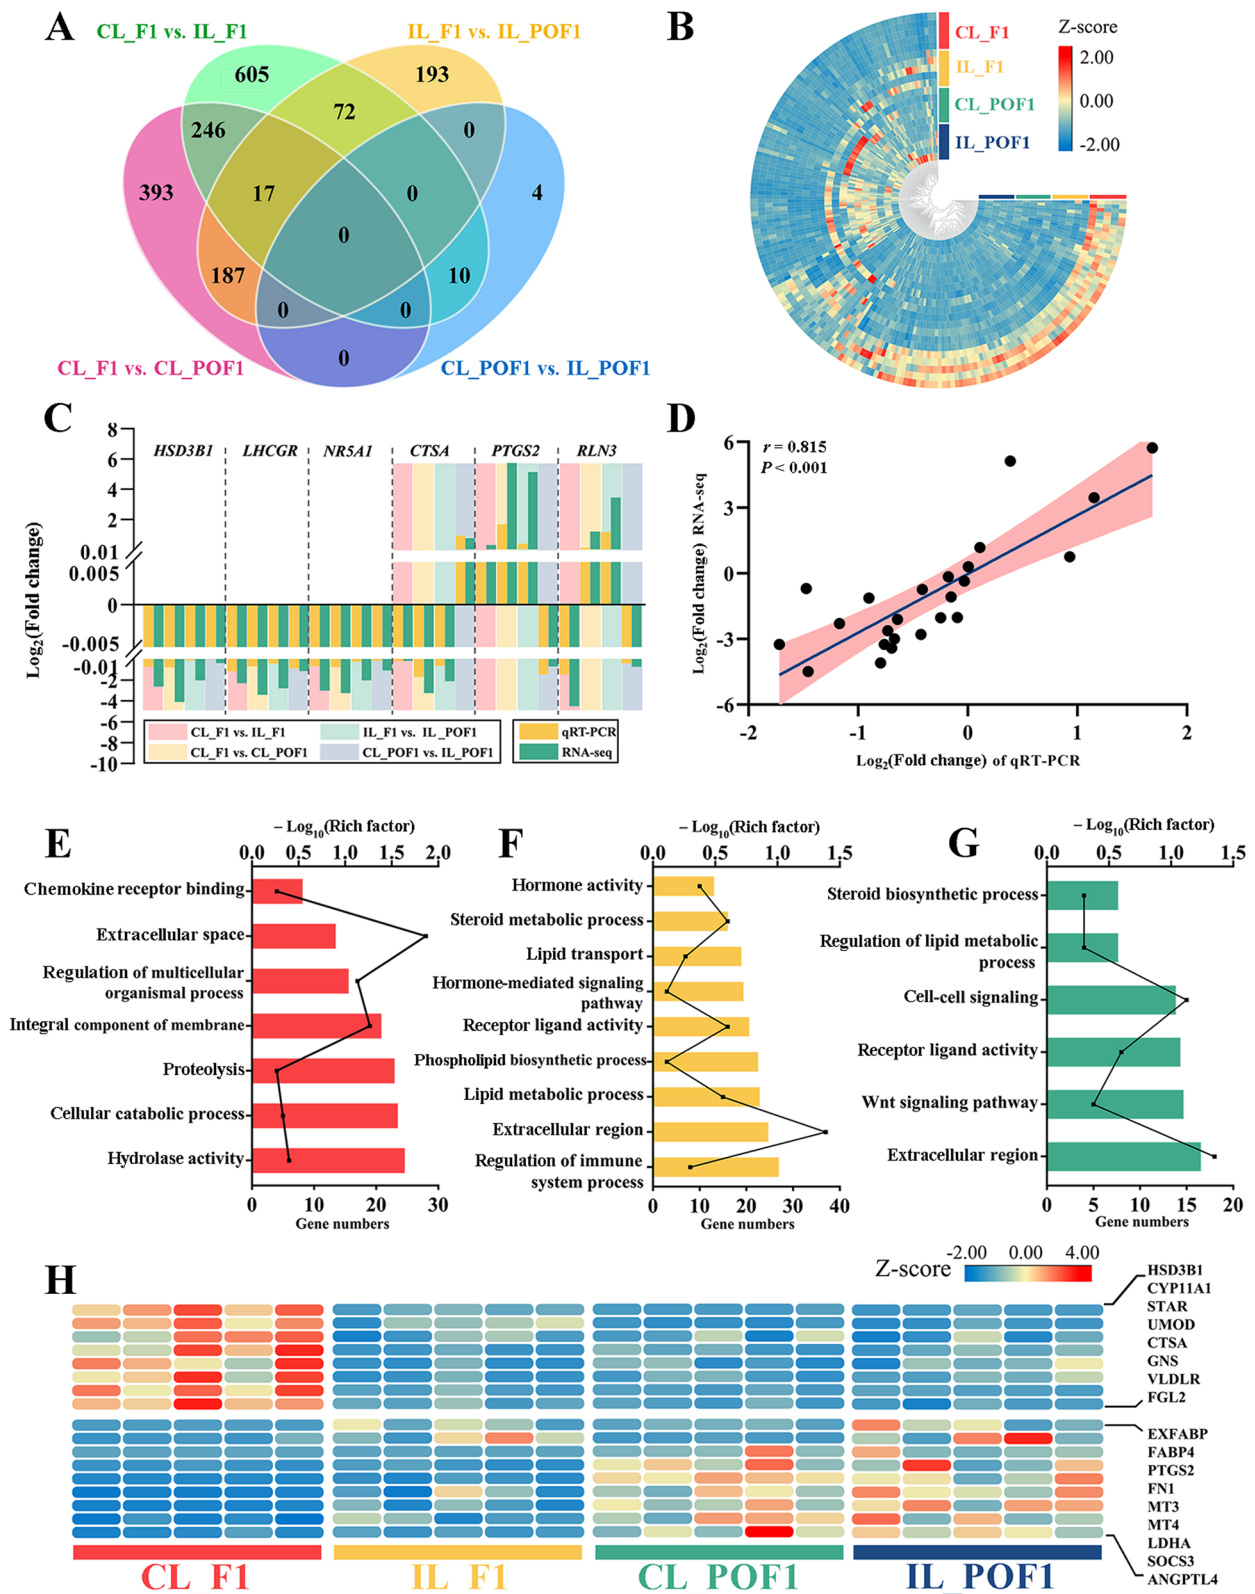 A
CL_F1 vs. IL_F1
IL_F1 vs. IL_POF1
605
193
72
246
0
393
17
0
4
0
187
10
0
0
0
CL_F1 vs. CL_POF1
CL_POF1 vs. IL_POF1
B
CL_F1
IL_F1
CL_POF1
IL_POF1
Z-score
2.00
0.00
-2.00
C
Log2(Fold change)
8
6
4
2
0.01
0.005
0
-0.005
-0.01
-2
-4
-6
-8
-10
HSD3B1
LHCGR
NR5A1
CTSA
PTGS2
RLN3
CL_F1 vs. IL_F1
IL_F1 vs. IL_POF1
CL_F1 vs. CL_POF1
CL_POF1 vs. IL_POF1
qRT-PCR
RNA-seq
D
r = 0.815
P < 0.001
Log2(Fold change) RNA-seq
6
3
0
-3
-6
-2
-1
0
1
2
Log2(Fold change) of qRT-PCR
E
– Log10(Rich factor)
0.0 0.5 1.0 1.5 2.0
Chemokine receptor binding
Extracellular space
Regulation of multicellular
organismal process
Integral component of membrane
Proteolysis
Cellular catabolic process
Hydrolase activity
0 10 20 30
Gene numbers
F
– Log10(Rich factor)
0.0 0.5 1.0 1.5
Hormone activity
Steroid metabolic process
Lipid transport
Hormone-mediated signaling
pathway
Receptor ligand activity
Phospholipid biosynthetic process
Lipid metabolic process
Extracellular region
Regulation of immune
system process
0 10 20 30 40
Gene numbers
G
– Log10(Rich factor)
0.0 0.5 1.0 1.5
Steroid biosynthetic process
Regulation of lipid metabolic
process
Cell-cell signaling
Receptor ligand activity
Wnt signaling pathway
Extracellular region
0 5 10 15 20
Gene numbers
H
Z-score
-2.00 0.00 4.00
HSD3B1
CYP11A1
STAR
UMOD
CTSA
GNS
VLDLR
FGL2
EXFABP
FABP4
PTGS2
FN1
MT3
MT4
LDHA
SOCS3
ANGPTL4
CL_F1
IL_F1
CL_POF1
IL_POF1